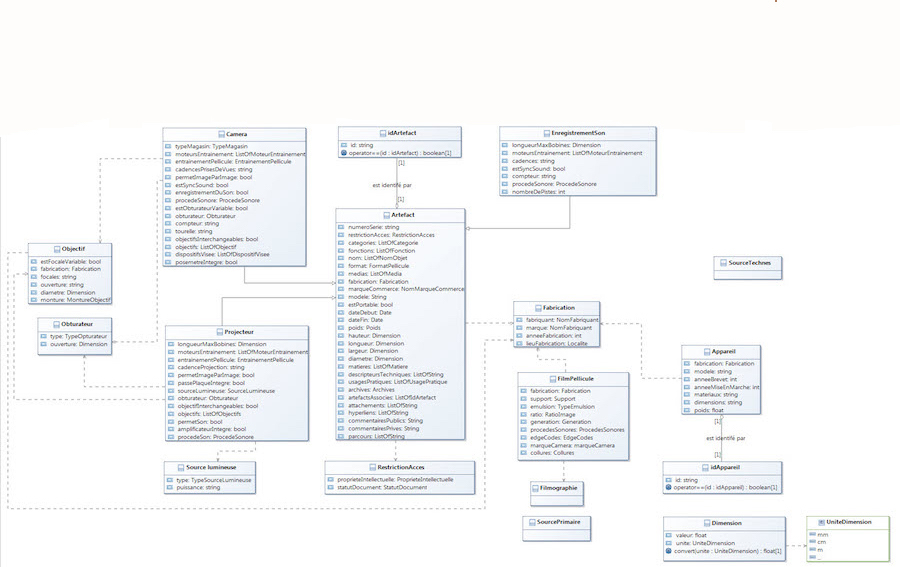 Camera
typeMagasin: TypeMagasin
moteursEntrainement: ListOfMoteurEntrainement
entrainementPellicule: EntrainementPellicule
cadencesPrisesDeVues: string
permetImageParImage: bool
estSyncSound: bool
enregistrementDuSon: bool
procedeSonore: ProcedeSonore
estObturateurVariable: bool
obturateur: Obturateur
compteur: string
tourelle: string
objectifsInterchangeables: bool
objectifs: ListOfObjectif
dispositifsVisee: ListOfDispositifVisee
posemetreIntegre: bool
idArtefact
id: string
operator==(id : idArtefact) : boolean[1]
[1]
est identifié par
[1]
EnregistrementSon
longueurMaxBobines: Dimension
moteursEntrainement: ListOfMoteurEntrainement
cadences: string
estSyncSound: bool
compteur: string
procedeSonore: ProcedeSonore
nombreDePistes: int
Artefact
numeroSerie: string
restrictionAcces: RestrictionAcces
categories: ListOfCategorie
fonctions: ListOfFonction
nom: ListOfNomObjet
format: FormatPellicule
medias: ListOfMedia
fabrication: Fabrication
marqueCommerce: NomMarqueCommerce
modele: String
estPortable: bool
dateDebut: Date
dateFin: Date
poids: Poids
hauteur: Dimension
longueur: Dimension
largeur: Dimension
diametre: Dimension
matieres: ListOfMatiere
descripteursTechniques: ListOfString
usagesPratiques: ListOfUsagePratique
archives: Archives
artefactsAssocies: ListOfIdArtefact
attachements: ListOfString
hyperliens: ListOfString
commentairesPublics: String
commentairesPrives: String
parcours: ListOfString
Objectif
estFocaleVariable: bool
fabrication: Fabrication
focales: string
ouverture: string
diametre: Dimension
monture: MontureObjectif
Obturateur
type: TypeOpturateur
ouverture: Dimension
Projecteur
longueurMaxBobines: Dimension
moteursEntrainement: ListOfMoteurEntrainement
entrainementPellicule: EntrainementPellicule
cadenceProjection: string
permetImageParImage: bool
passePlaqueIntegre: bool
sourceLumineuse: SourceLumineuse
obturateur: Obturateur
objectifInterchangeables: bool
objectifs: ListOfObjectifs
permetSon: bool
amplificateurIntegre: bool
procedeSon: ProcedeSonore
Source lumineuse
type: TypeSourceLumineuse
puissance: string
RestrictionAcces
proprieteIntellectuelle: ProprieteIntellectuelle
statutDocument: StatutDocument
SourceTechnes
Fabrication
fabriquant: NomFabriquant
marque: NomFabriquant
anneeFabrication: int
lieuFabrication: Localite
FilmPellicule
fabrication: Fabrication
support: Support
emulsion: TypeEmulsion
ratio: RatioImage
generation: Generation
procedesSonores: ProcedesSonores
edgeCodes: EdgeCodes
marqueCamera: marqueCamera
collures: Collures
Filmographie
SourcePrimaire
Appareil
fabrication: Fabrication
modele: string
anneeBrevet: int
anneeMiseEnMarche: int
materiaux: string
dimensions: string
poids: float
[1]
est identifié par
[1]
idAppareil
id: string
operator==(id : idAppareil) : boolean[1]
Dimension
valeur: float
unite: UniteDimension
convert(unite : UniteDimension) : float[1]
UniteDimension
mm
cm
m
...